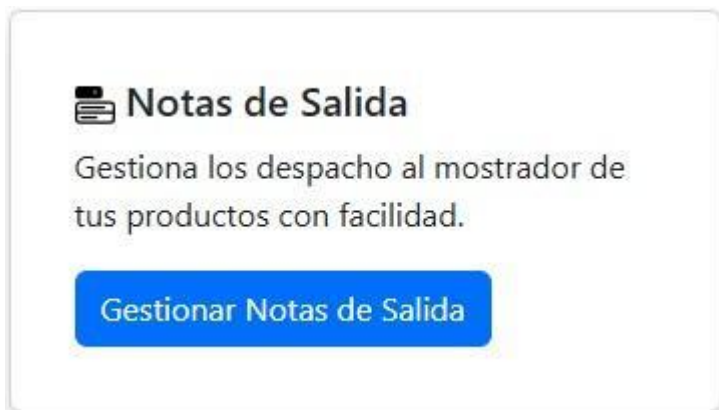 Notas de Salida
Gestiona los despacho al mostrador de
tus productos con facilidad.
Gestionar Notas de Salida